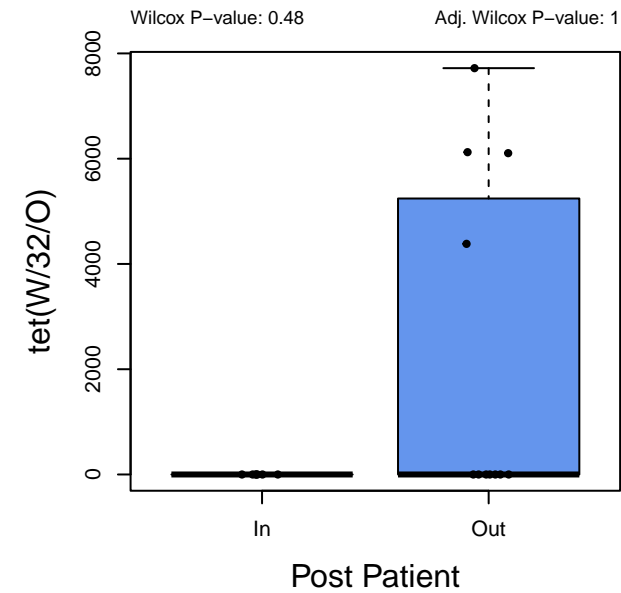 Wilcox P−value: 0.48
Adj. Wilcox P−value: 1
tet(W/32/O)
8000
6000
4000
2000
0
In
Out
Post Patient